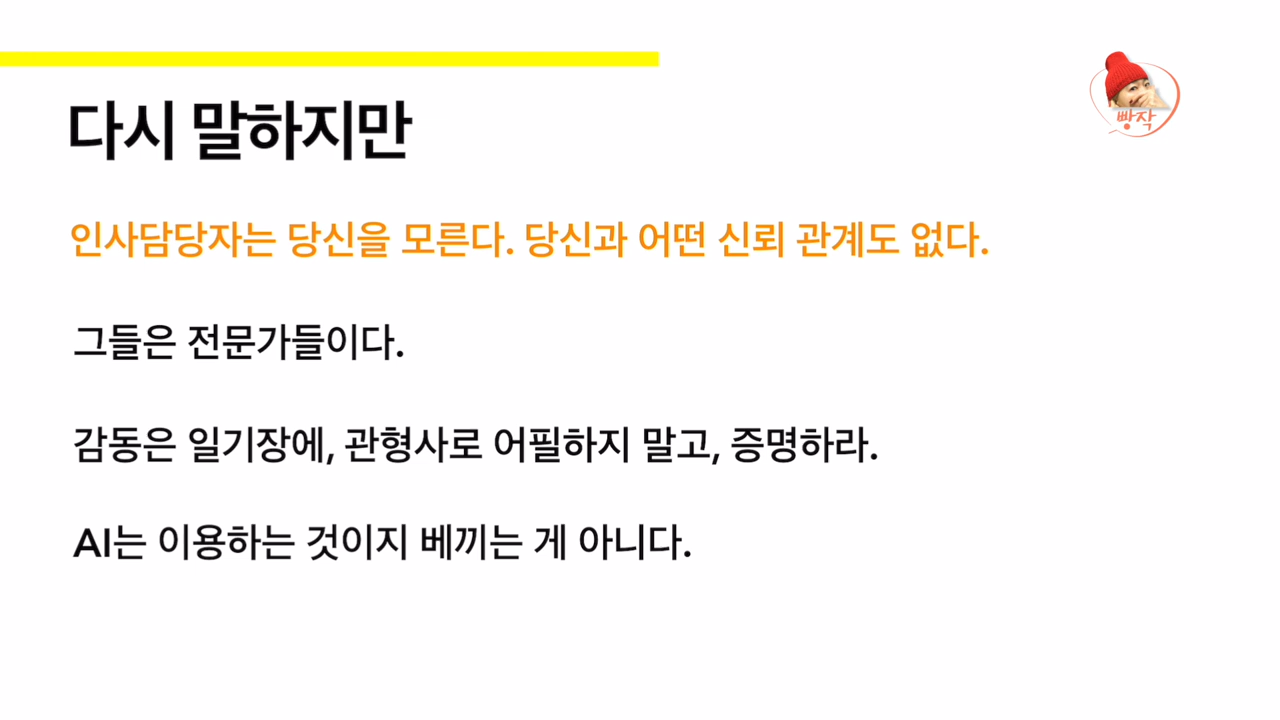 다시 말하지만
빵작
인사담당자는 당신을 모른다. 당신과 어떤 신뢰 관계도 없다.
그들은 전문가들이다.
감동은 일기장에, 관형사로 어필하지 말고, 증명하라.
AI는 이용하는 것이지 베끼는 게 아니다.